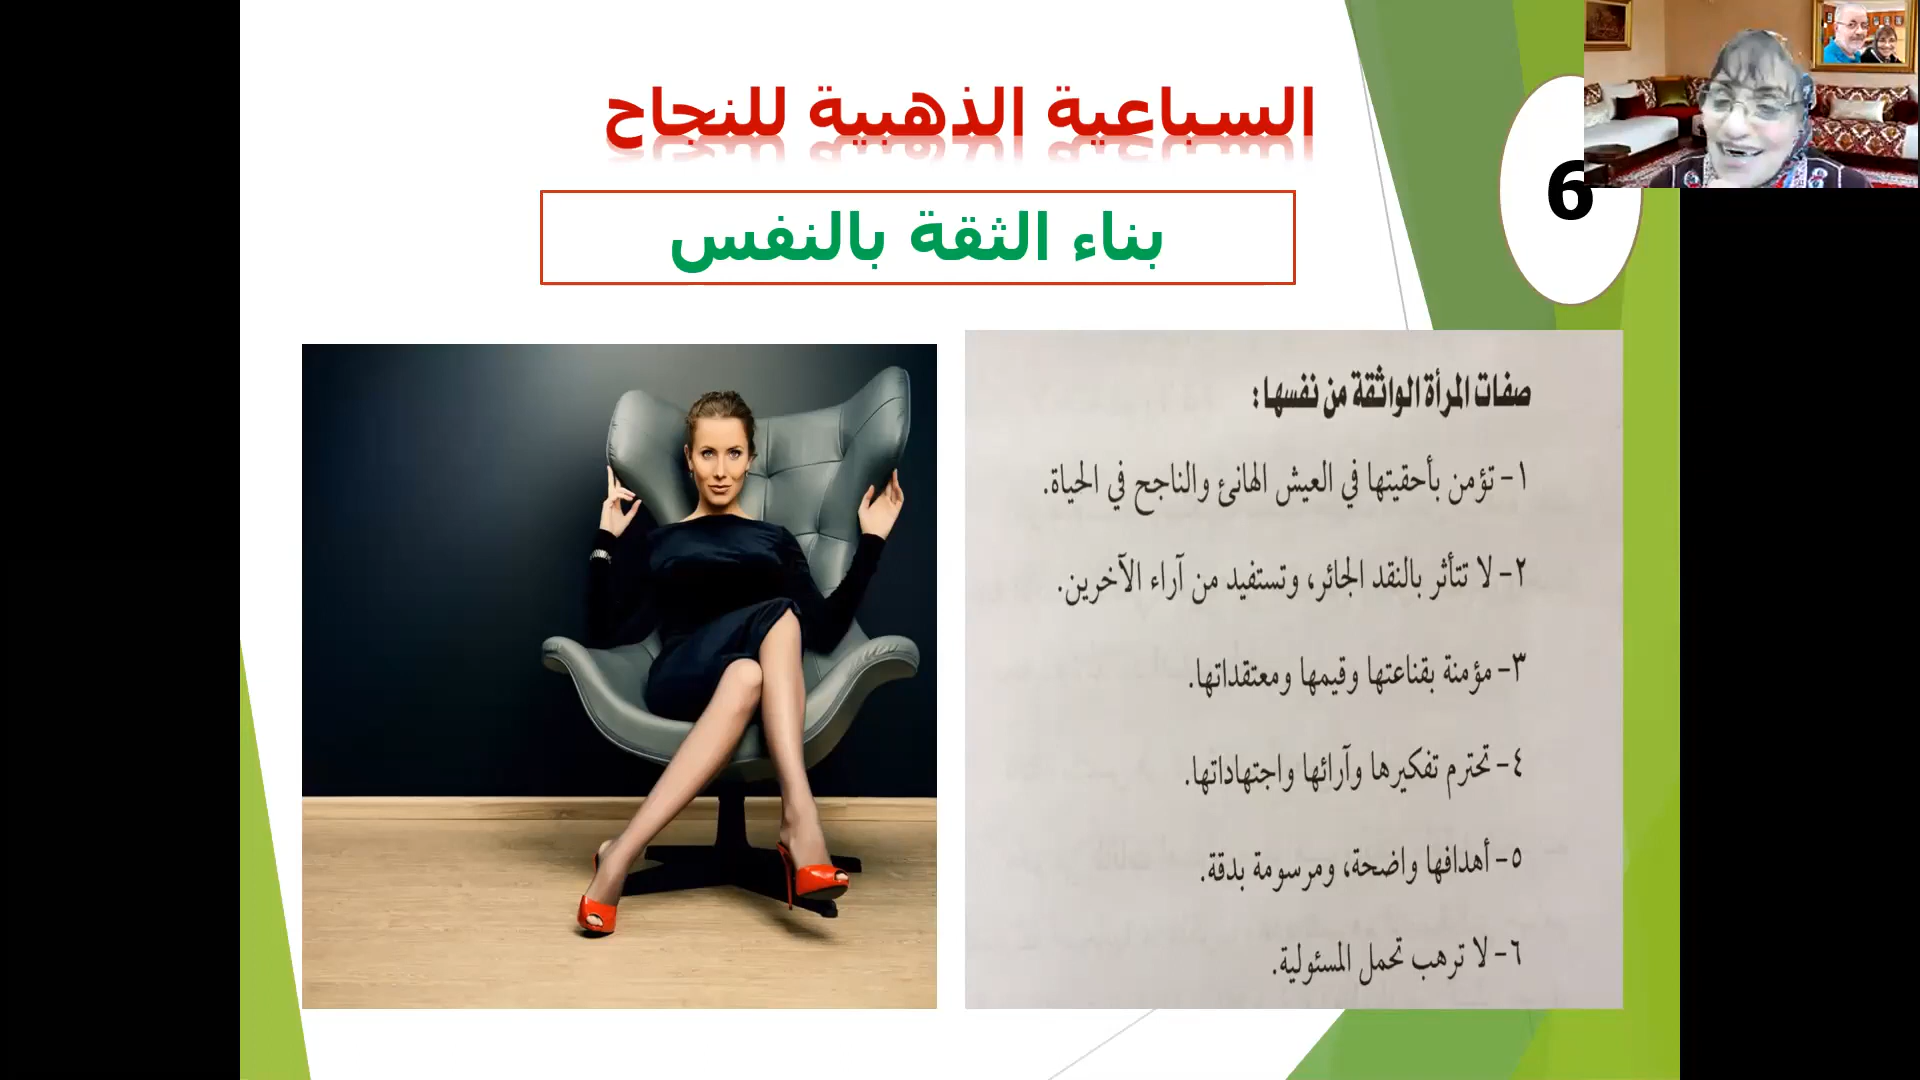 السباعية الذهبية للنجاح
6
بناء الثقة بالنفس
صفات المرأة الواثقة من نفسها:
١- تؤمن بأحقيتها في العيش الهانئ والناجح في الحياة.
٢- لا تتأثر بالنقد الجائر، وتستفيد من آراء الآخرين.
٣- مؤمنة بقناعتها وقيمها ومعتقداتها.
٤- تحترم تفكيرها وآرائها واجتهاداتها.
٥- أهدافها واضحة، ومرسومة بدقة.
٦- لا ترهب تحمل المسئولية.